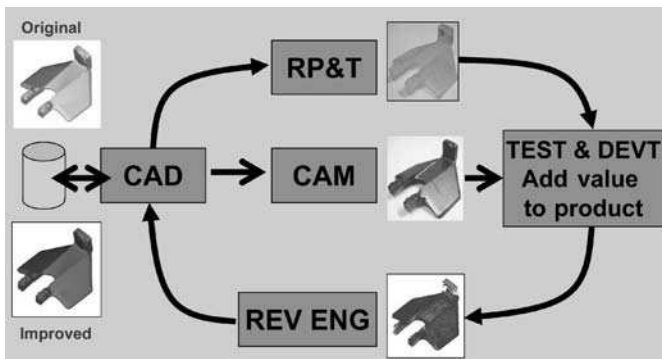 Original
RP&T
CAD
CAM
TEST & DEVT
Add value
to product
REV ENG
Improved